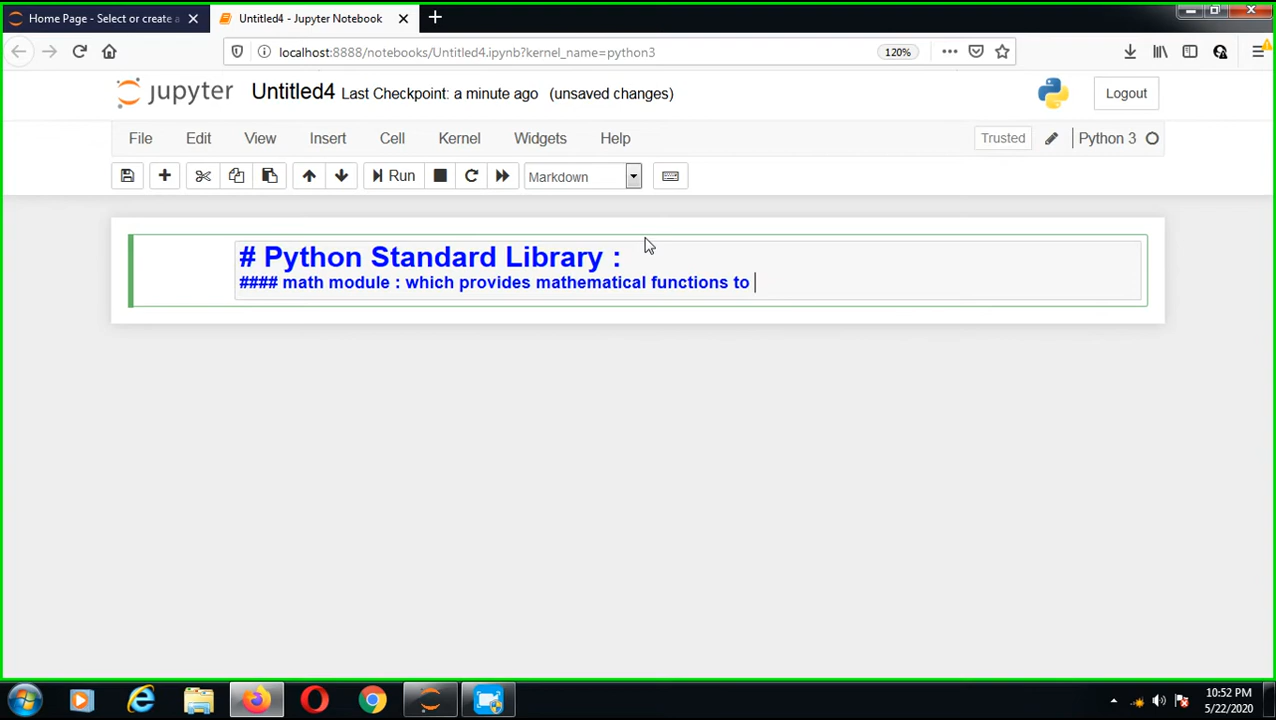 Home Page - Select or create a
Untitled4 - Jupyter Notebook
localhost:8888/notebooks/Untitled4.ipynb?kernel_name=python3
120%
jupyter Untitled4 Last Checkpoint: a minute ago (unsaved changes)
Logout
File Edit View Insert Cell Kernel Widgets Help
Trusted
Python 3
Run
Markdown
# Python Standard Library :
#### math module : which provides mathematical functions to
10:52 PM
5/22/2020